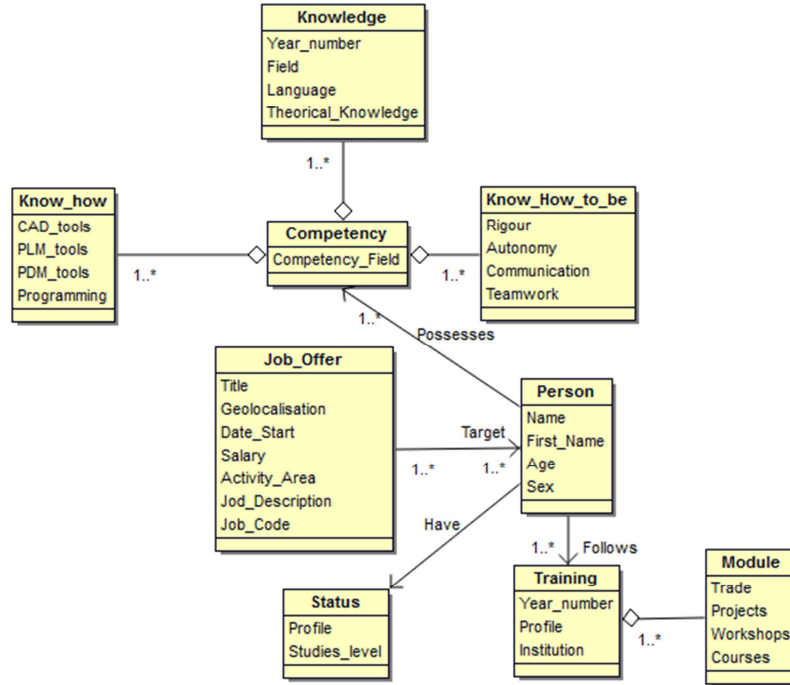 Knowledge
Year_number
Field
Language
Theorical_Knowledge
1..*
Know_how
CAD_tools
PLM_tools
PDM_tools
Programming
1..*
Competency
Competency_Field
Know_How_to_be
Rigour
Autonomy
Communication
Teamwork
1..*
1..*
Possesses
Job_Offer
Title
Geolocalisation
Date_Start
Salary
Activity_Area
Jod_Description
Job_Code
Target
1..*
1..*
Person
Name
First_Name
Age
Sex
Have
1..*
Follows
Status
Profile
Studies_level
Training
Year_number
Profile
Institution
1..*
Module
Trade
Projects
Workshops
Courses